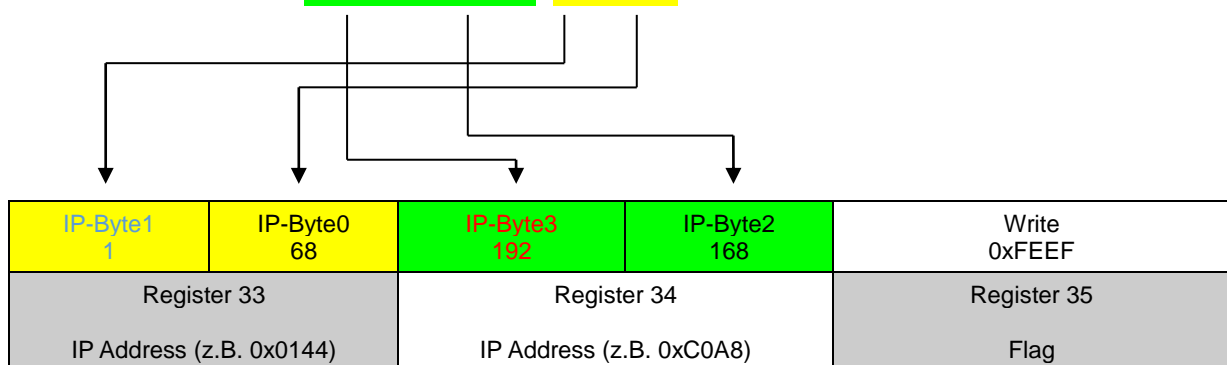 IP-Byte1 IP-Byte0 IP-Byte3 IP-Byte2 Write
1 68 192 168 0xFEEF
Register 33 Register 34 Register 35
IP Address (z.B. 0x0144) IP Address (z.B. 0xC0A8) Flag